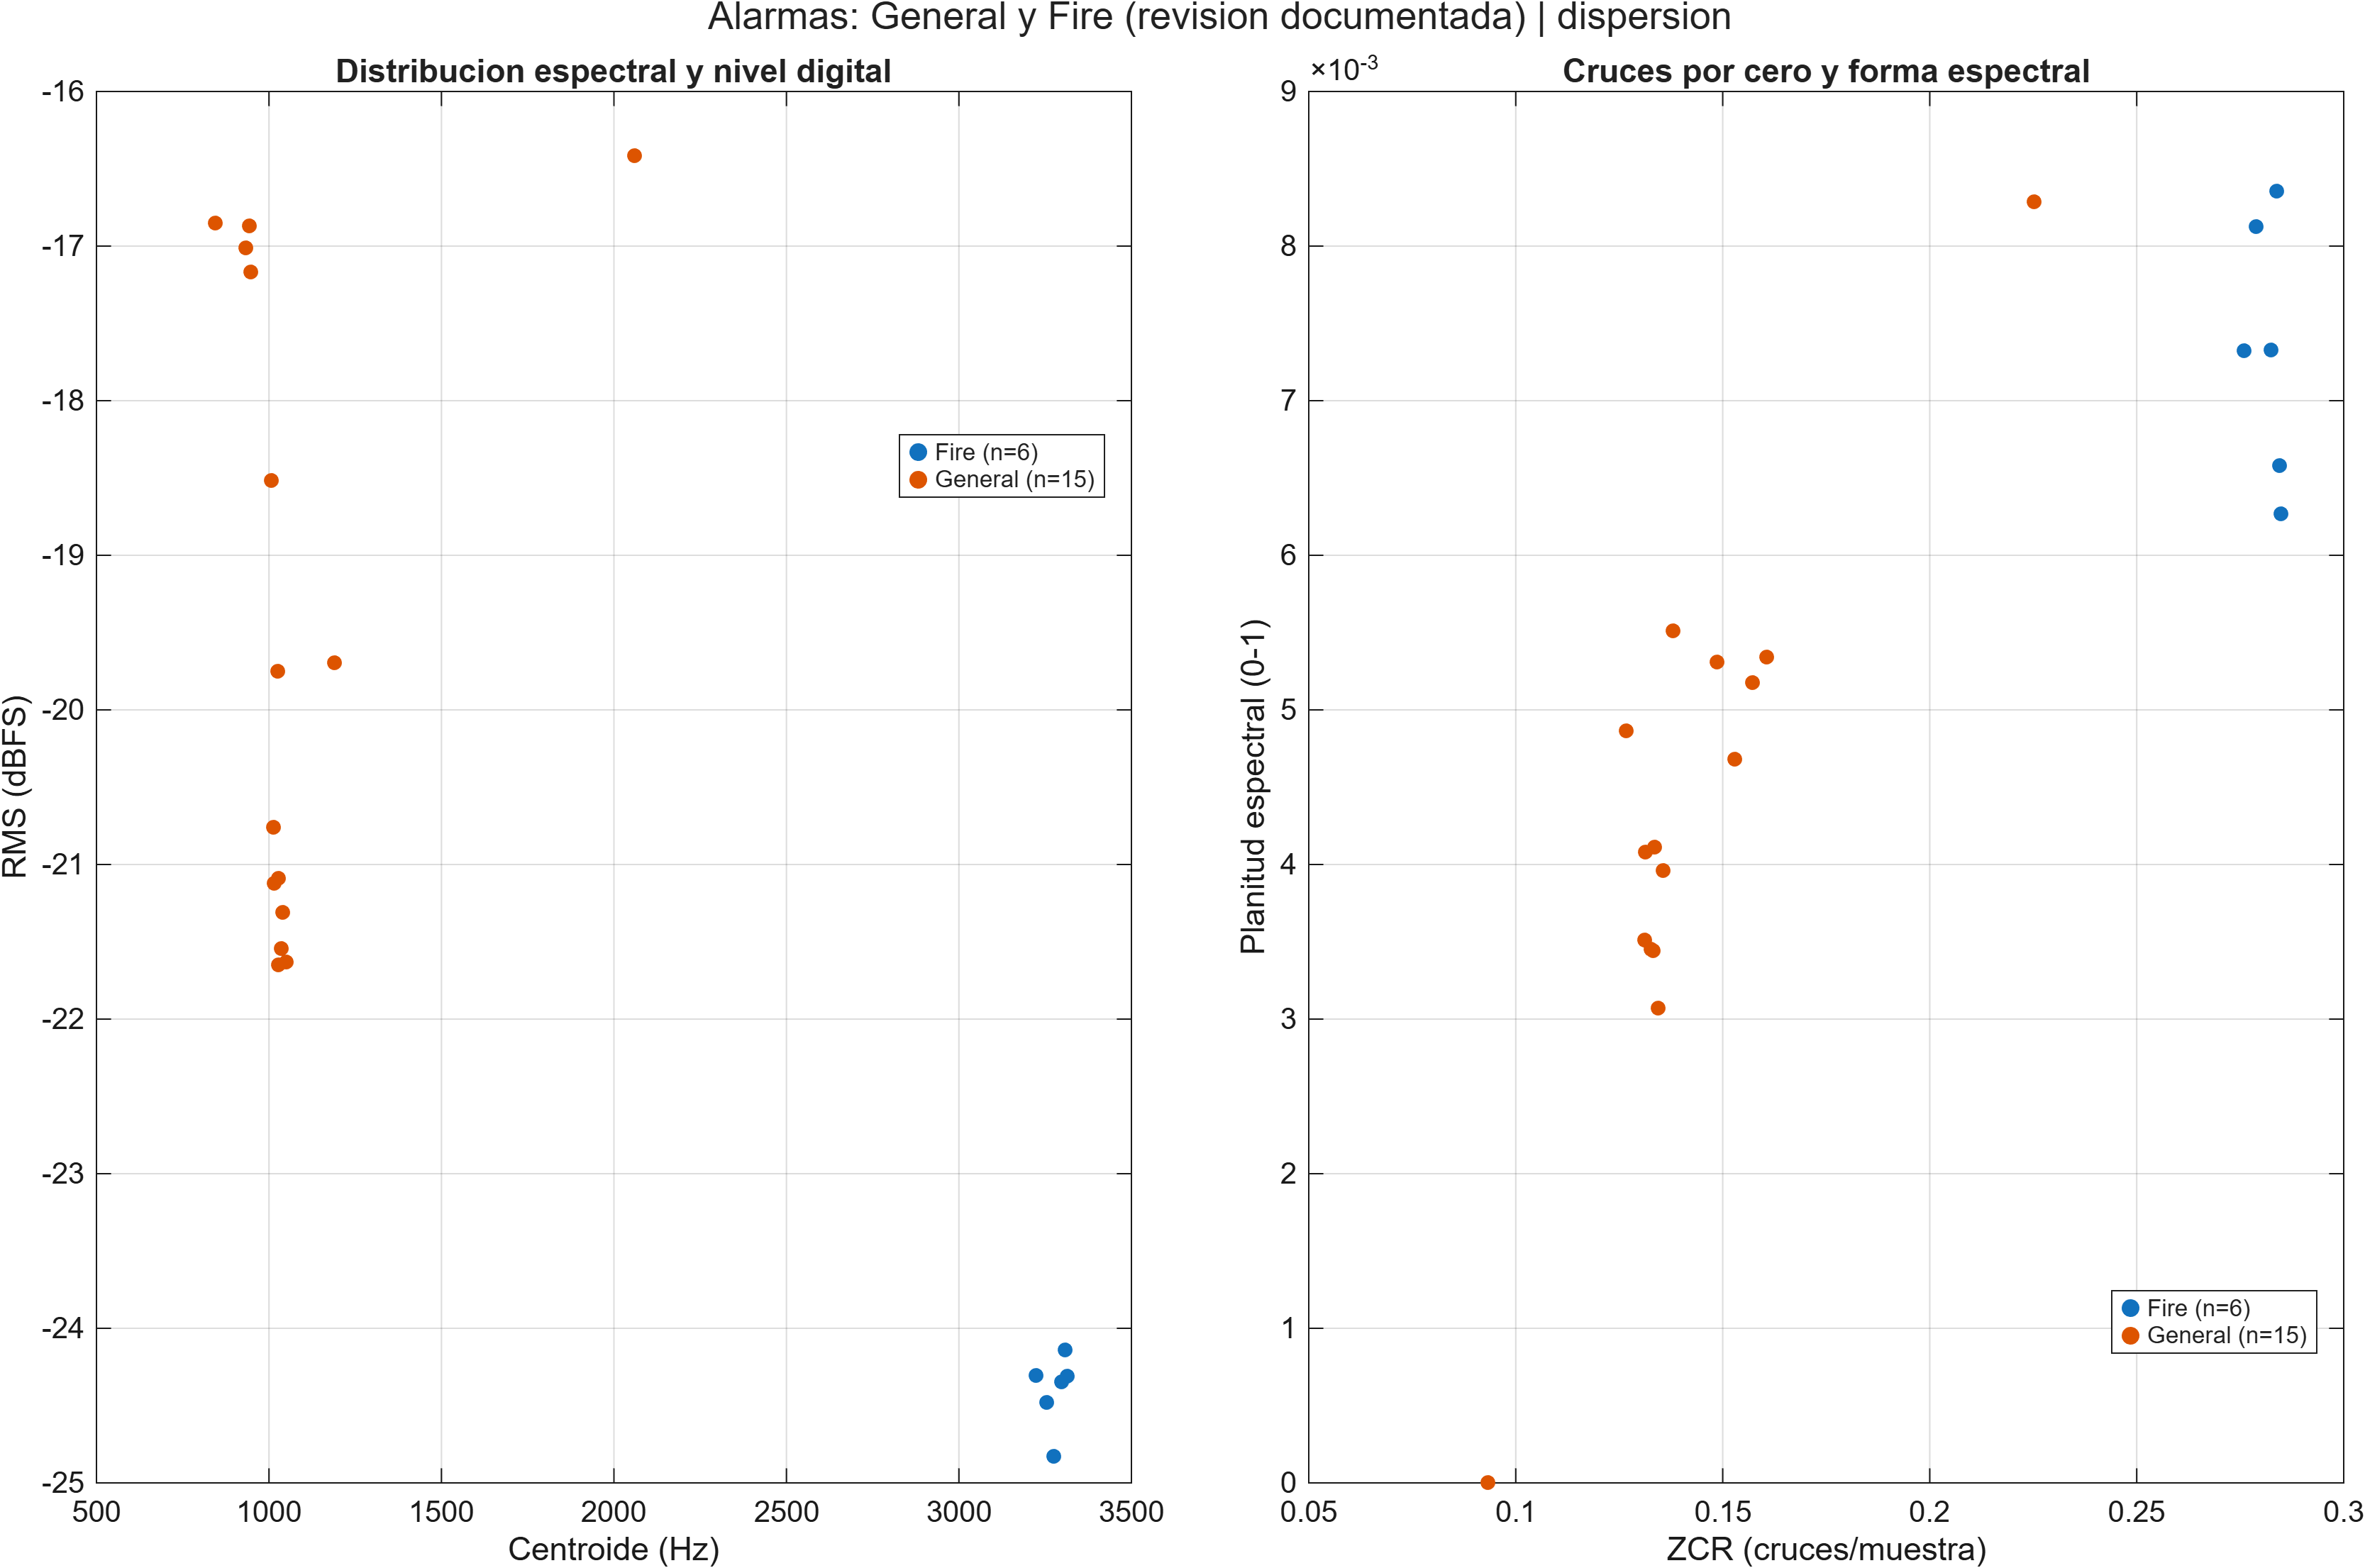 Alarmas: General y Fire (revision documentada) | dispersion
Distribucion espectral y nivel digital
-16
-17
-18
-19
-20
-21
-22
-23
-24
-25
RMS (dBFS)
500 1000 1500 2000 2500 3000 3500
Centroide (Hz)
Fire (n=6)
General (n=15)
×10-3
Cruces por cero y forma espectral
9
8
7
6
5
4
3
2
1
0
Planitud espectral (0-1)
0.05 0.1 0.15 0.2 0.25 0.3
ZCR (cruces/muestra)
Fire (n=6)
General (n=15)